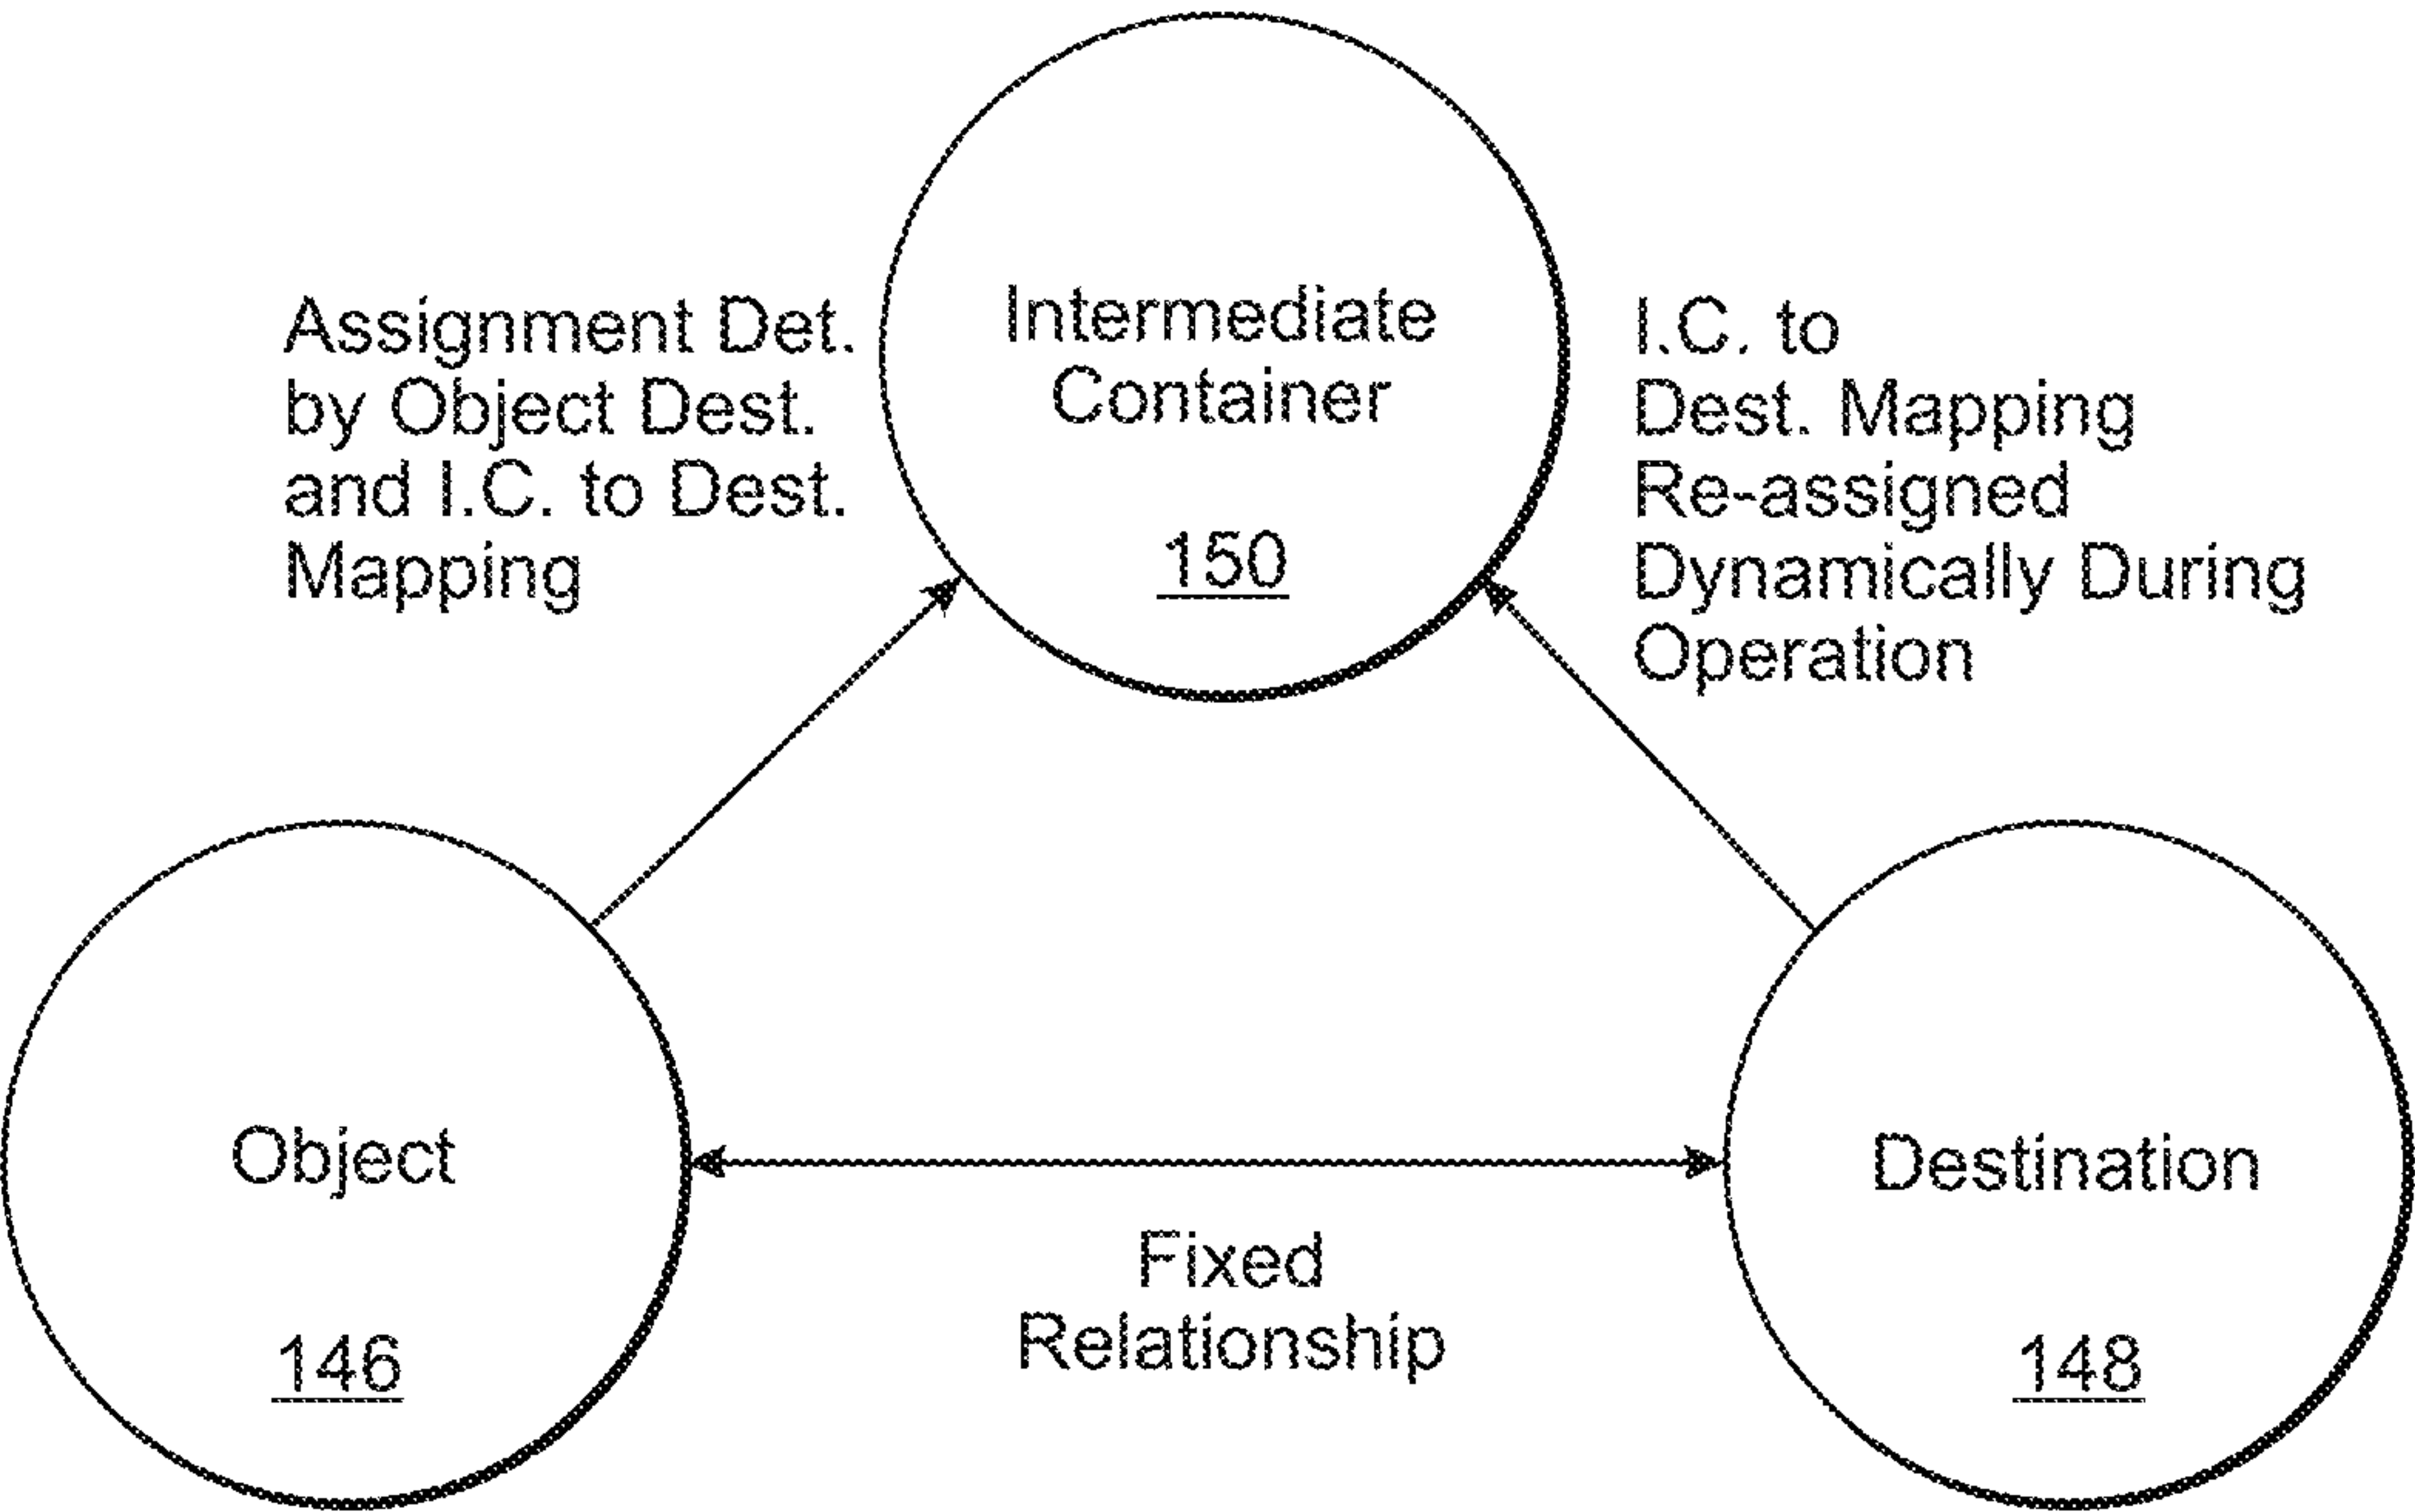 Intermediate
Container
150
Assignment Det.
by Object Dest.
and I.C. to Dest.
Mapping
I.C. to
Dest. Mapping
Re-assigned
Dynamically During
Operation
Object
146
Fixed
Relationship
Destination
148